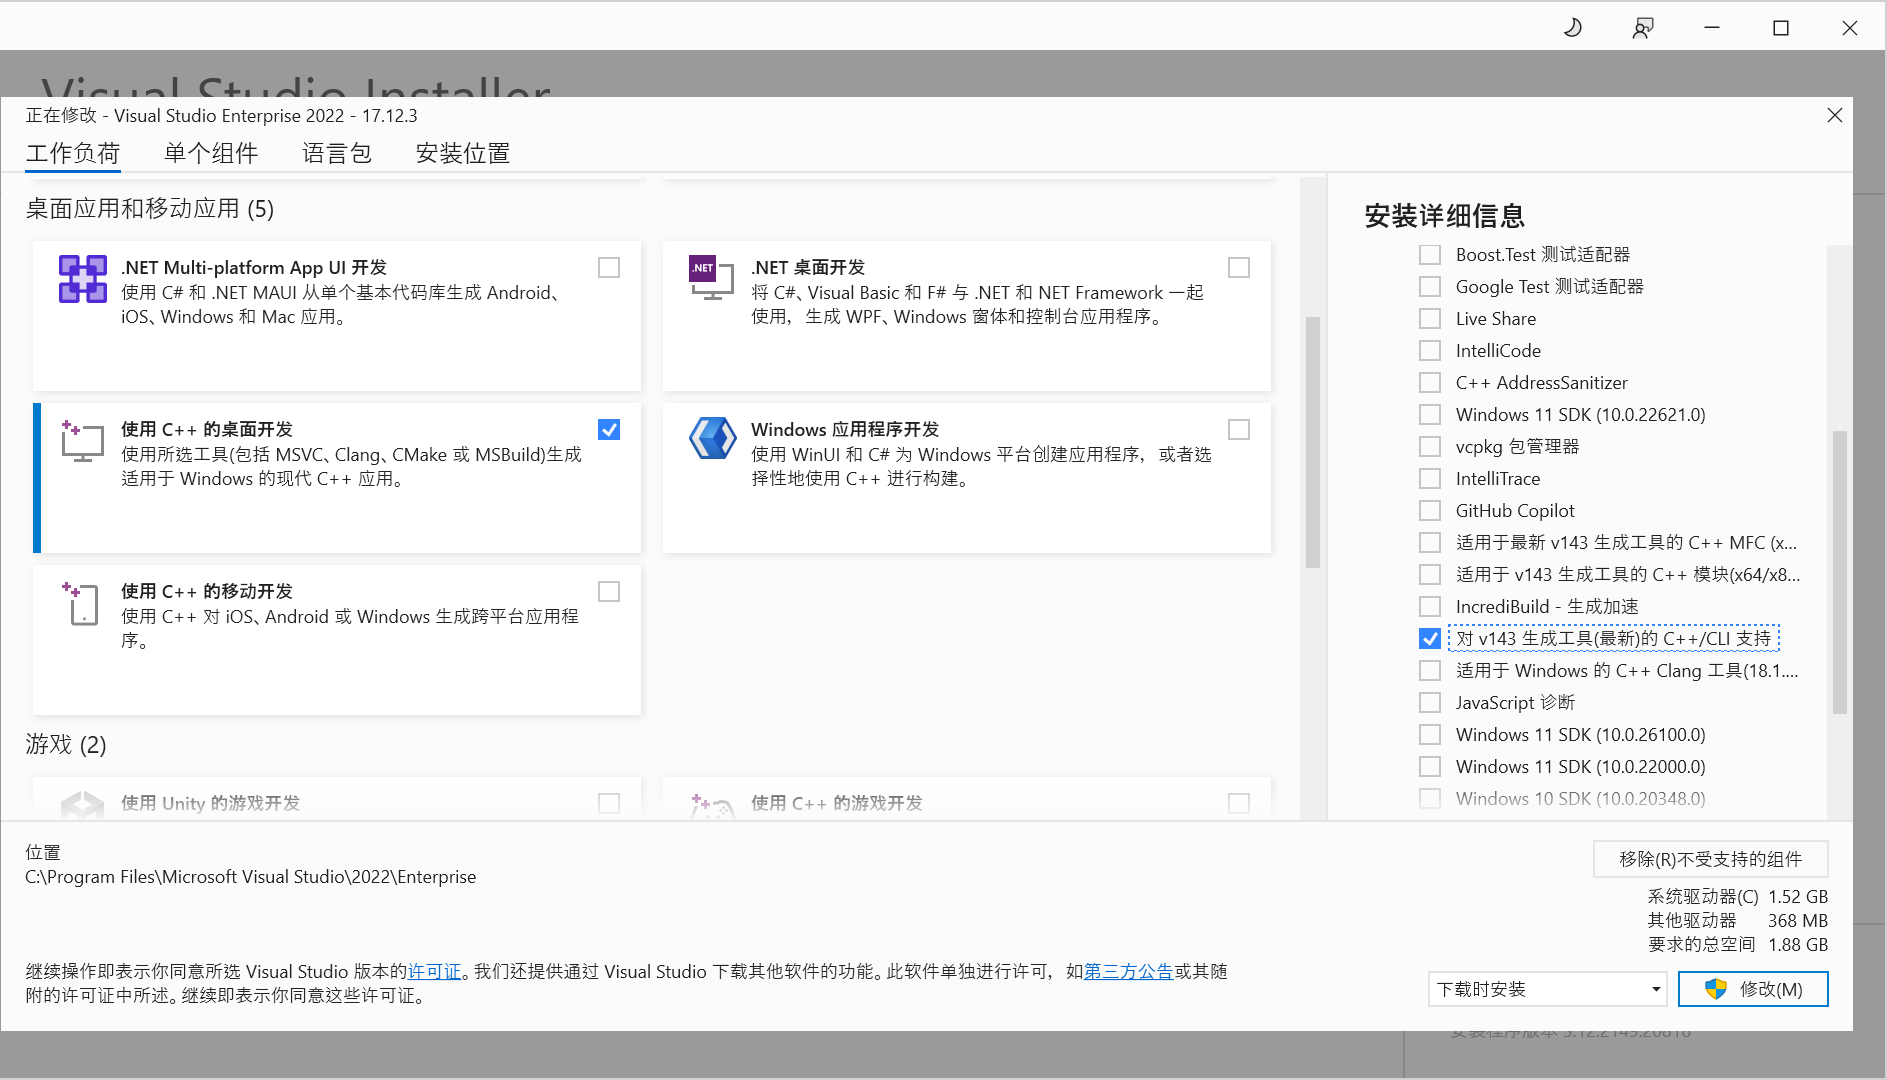 Visual Studio Installer
正在修改 - Visual Studio Enterprise 2022 - 17.12.3
工作负荷 单个组件 语言包 安装位置
桌面应用和移动应用 (5)
.NET Multi-platform App UI 开发
使用 C# 和 .NET MAUI 从单个基本代码库生成 Android、
iOS、Windows 和 Mac 应用。
.NET
.NET 桌面开发
将 C#、Visual Basic 和 F# 与 .NET 和 NET Framework 一起
使用，生成 WPF、Windows 窗体和控制台应用程序。
使用 C++ 的桌面开发
使用所选工具(包括 MSVC、Clang、CMake 或 MSBuild)生成
适用于 Windows 的现代 C++ 应用。
Windows 应用程序开发
使用 WinUI 和 C# 为 Windows 平台创建应用程序，或者选
择性地使用 C++ 进行构建。
使用 C++ 的移动开发
使用 C++ 对 iOS、Android 或 Windows 生成跨平台应用程
序。
游戏 (2)
使用 Unity 的游戏开发
使用 C++ 的游戏开发
安装详细信息
Boost.Test 测试适配器
Google Test 测试适配器
Live Share
IntelliCode
C++ AddressSanitizer
Windows 11 SDK (10.0.22621.0)
vcpkg 包管理器
IntelliTrace
GitHub Copilot
适用于最新 v143 生成工具的 C++ MFC (x...
适用于 v143 生成工具的 C++ 模块(x64/x8...
IncrediBuild - 生成加速
对 v143 生成工具(最新)的 C++/CLI 支持
适用于 Windows 的 C++ Clang 工具(18.1....
JavaScript 诊断
Windows 11 SDK (10.0.26100.0)
Windows 11 SDK (10.0.22000.0)
Windows 10 SDK (10.0.20348.0)
位置
C:\Program Files\Microsoft Visual Studio\2022\Enterprise
移除(R)不受支持的组件
系统驱动器(C) 1.52 GB
其他驱动器 368 MB
要求的总空间 1.88 GB
继续操作即表示你同意所选 Visual Studio 版本的许可证。我们还提供通过 Visual Studio 下载其他软件的功能。此软件单独进行许可，如第三方公告或其随
附的许可证中所述。继续即表示你同意这些许可证。
下载时安装
修改(M)
安装程序版本 3.12.2149.20818